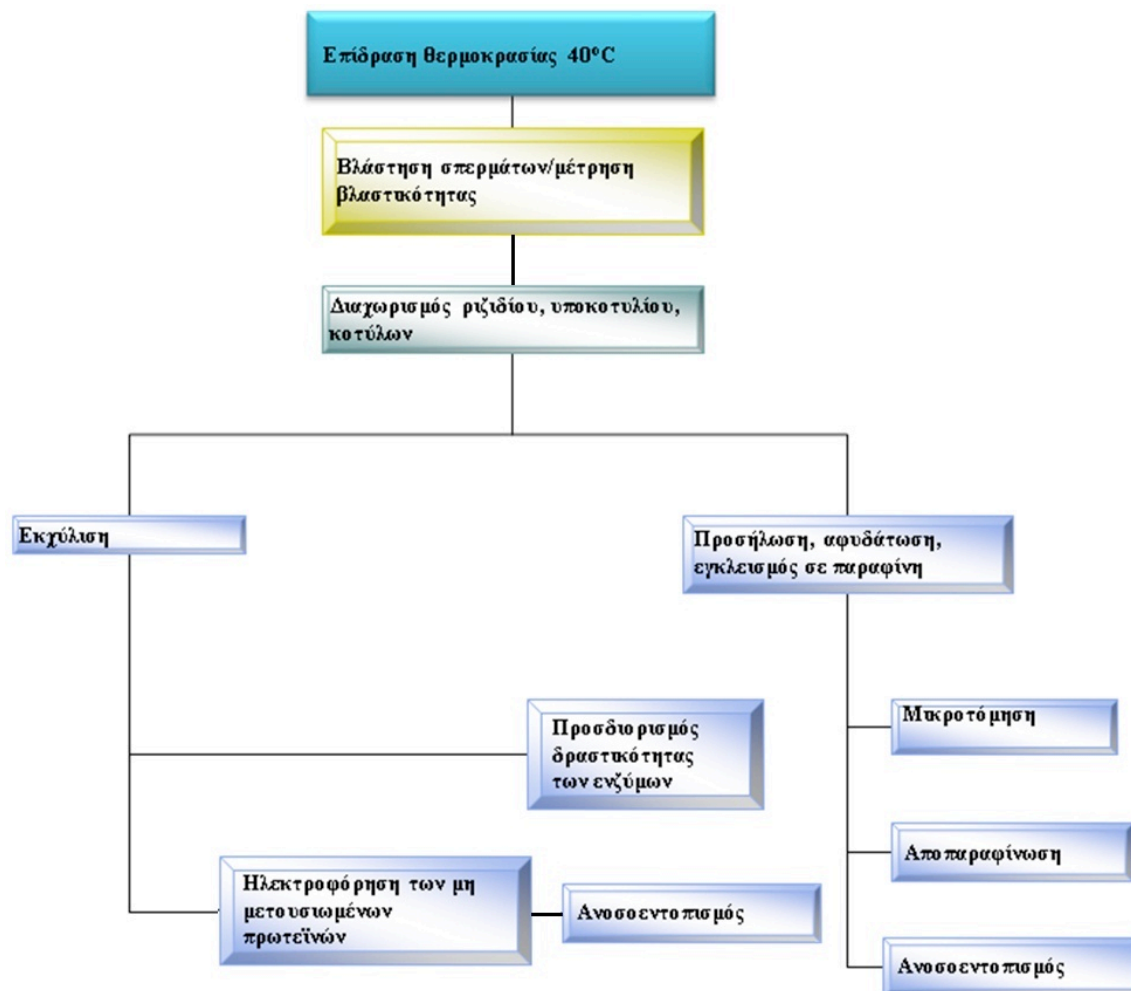 Επίδραση θερμοκρασίας 40°C
Βλάστηση σπερμάτων/μέτρηση
βλαστικότητας
Διαχωρισμός ριζιδίου, υποκοτυλίου,
κοτύλων
Εκχύλιση
Προσήλωση, αφυδάτωση,
εγκλεισμός σε παραφίνη
Προσδιορισμός
δραστικότητας
των ενζύμων
Μικροτόμηση
Αποπαραφίνωση
Ηλεκτροφόρηση των μη
μετουσιωμένων
πρωτεϊνών
Ανοσοεντοπισμός
Ανοσοεντοπισμός